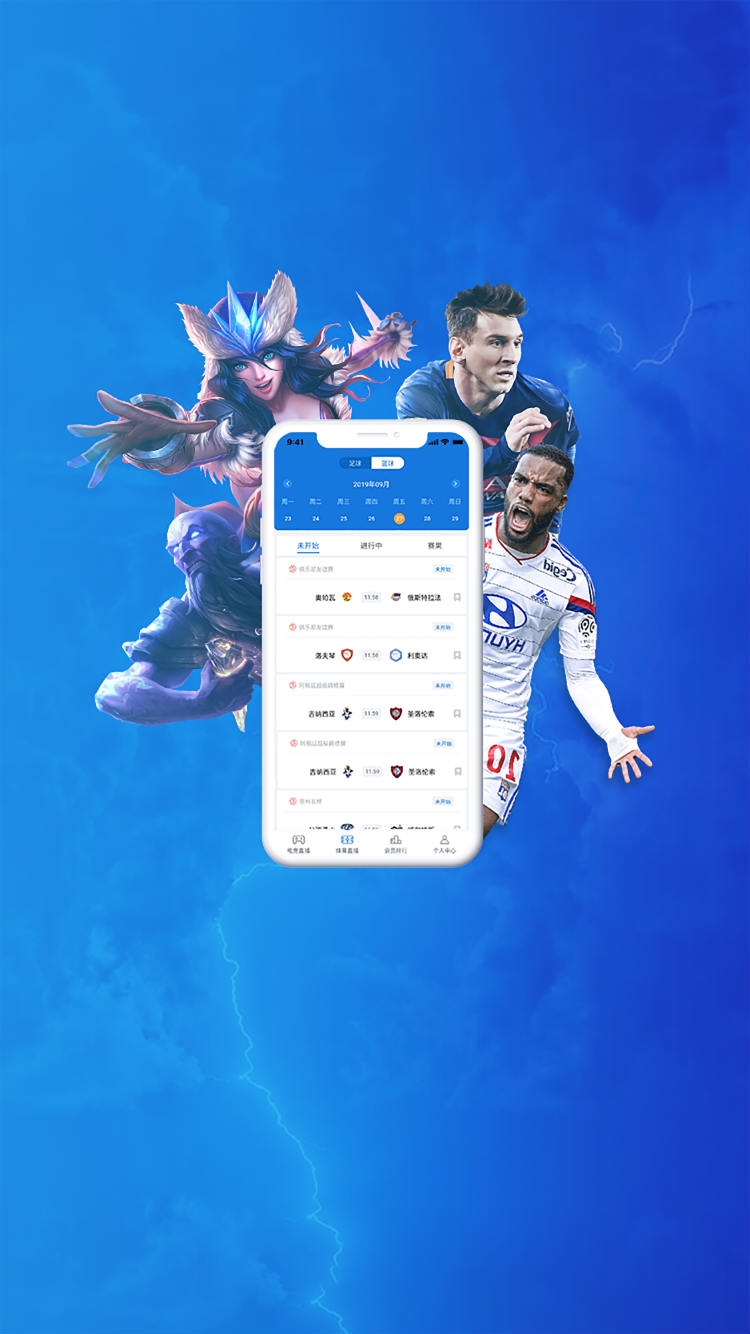 9:41
足球 篮球
2019年09月
周一 周二 周三 周四 周五 周六 周日
23 24 25 26 27 28 29
未开始 进行中 赛果
俱乐部友谊赛 未开始
奥哈瓦 11.58 俄斯特拉法
俱乐部友谊赛 未开始
洛夫琴 11.58 利奥达
未开始
吉纳西亚 11.59 圣洛伦索
未开始
吉纳西亚 11.59 圣洛伦索
未开始
电竞直播 体育直播 会员排行 个人中心
Cegid
adidas
HYUN
10